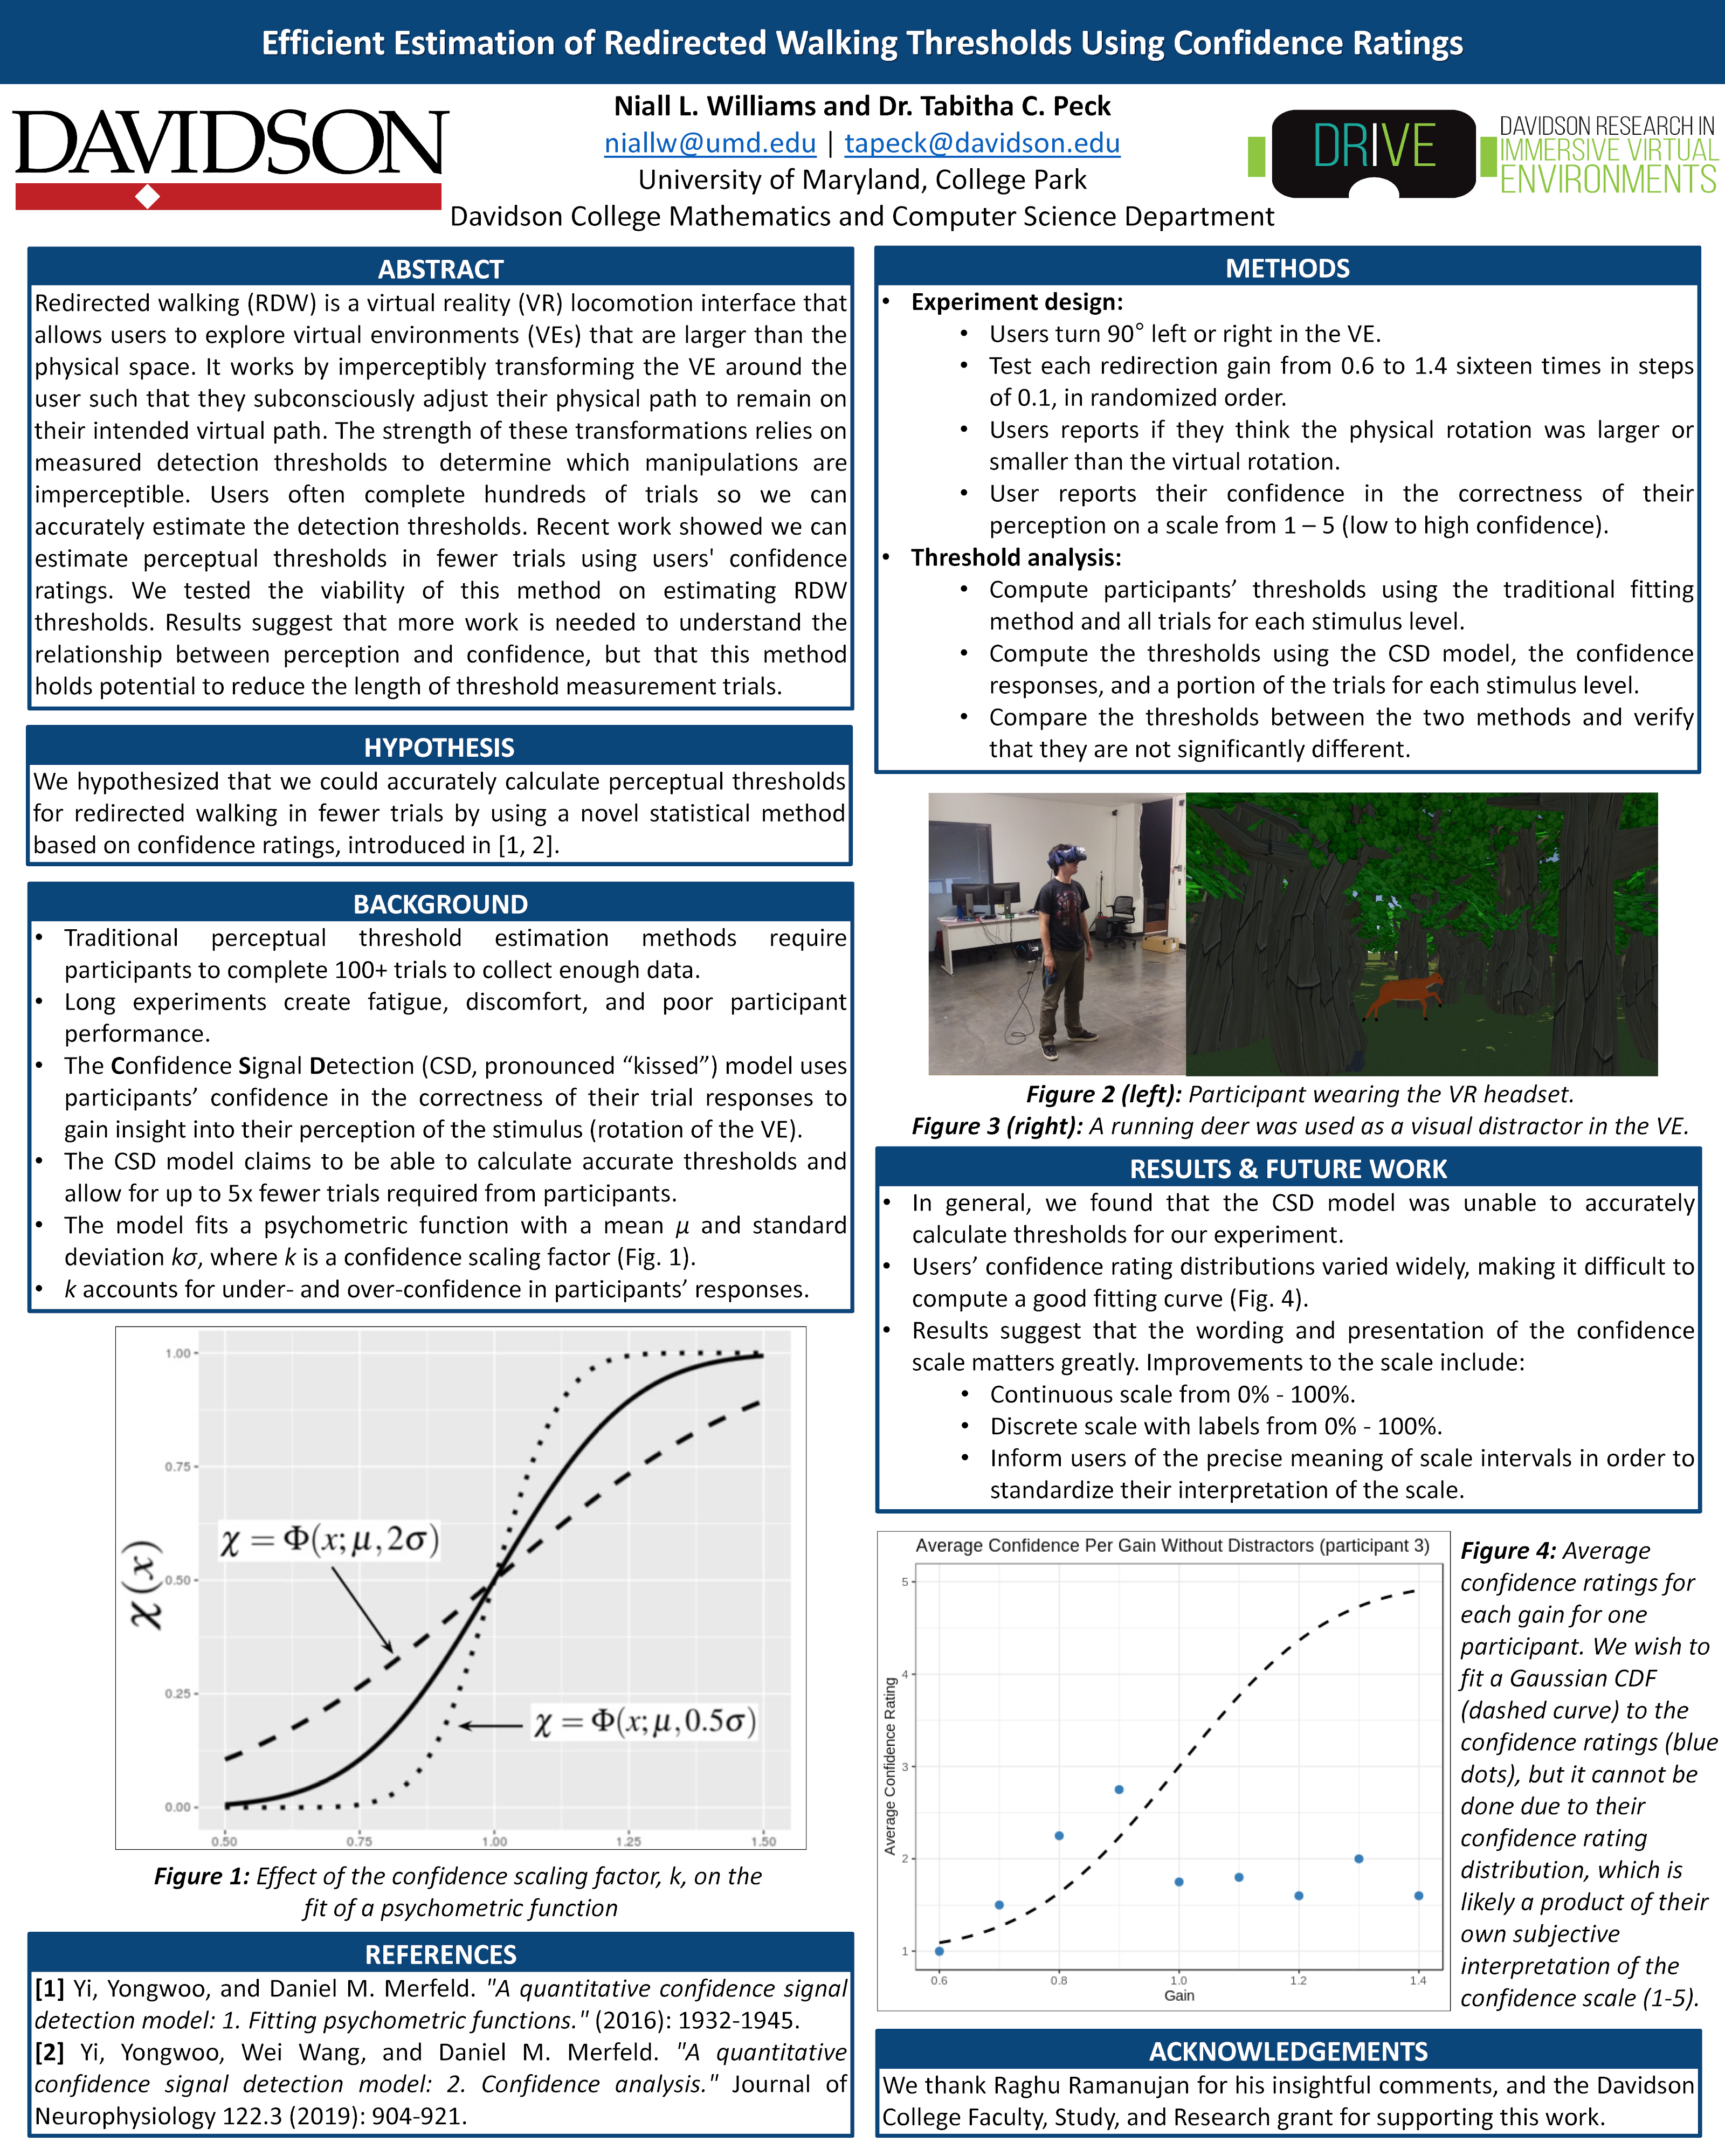 Efficient Estimation of Redirected Walking Thresholds Using Confidence Ratings
DAVIDSON
Niall L. Williams and Dr. Tabitha C. Peck
niallw@umd.edu | tapeck@davidson.edu
University of Maryland, College Park
Davidson College Mathematics and Computer Science Department
DRIVE
DAVIDSON RESEARCH IN
IMMERSIVE VIRTUAL
ENVIRONMENTS
ABSTRACT
Redirected walking (RDW) is a virtual reality (VR) locomotion interface that
allows users to explore virtual environments (VEs) that are larger than the
physical space. It works by imperceptibly transforming the VE around the
user such that they subconsciously adjust their physical path to remain on
their intended virtual path. The strength of these transformations relies on
measured detection thresholds to determine which manipulations are
imperceptible. Users often complete hundreds of trials so we can
accurately estimate the detection thresholds. Recent work showed we can
estimate perceptual thresholds in fewer trials using users' confidence
ratings. We tested the viability of this method on estimating RDW
thresholds. Results suggest that more work is needed to understand the
relationship between perception and confidence, but that this method
holds potential to reduce the length of threshold measurement trials.
HYPOTHESIS
We hypothesized that we could accurately calculate perceptual thresholds
for redirected walking in fewer trials by using a novel statistical method
based on confidence ratings, introduced in [1, 2].
BACKGROUND
• Traditional perceptual threshold estimation methods require
participants to complete 100+ trials to collect enough data.
• Long experiments create fatigue, discomfort, and poor participant
performance.
• The Confidence Signal Detection (CSD, pronounced “kissed”) model uses
participants’ confidence in the correctness of their trial responses to
gain insight into their perception of the stimulus (rotation of the VE).
• The CSD model claims to be able to calculate accurate thresholds and
allow for up to 5x fewer trials required from participants.
• The model fits a psychometric function with a mean μ and standard
deviation kσ, where k is a confidence scaling factor (Fig. 1).
• k accounts for under- and over-confidence in participants’ responses.
χ(x)
1.00
0.75
0.50
0.25
0.00
χ = Φ(x; μ, 2σ)
χ = Φ(x; μ, 0.5σ)
0.50 0.75 1.00 1.25 1.50
Figure 1: Effect of the confidence scaling factor, k, on the
fit of a psychometric function
REFERENCES
[1] Yi, Yongwoo, and Daniel M. Merfeld. "A quantitative confidence signal
detection model: 1. Fitting psychometric functions." (2016): 1932-1945.
[2] Yi, Yongwoo, Wei Wang, and Daniel M. Merfeld. "A quantitative
confidence signal detection model: 2. Confidence analysis." Journal of
Neurophysiology 122.3 (2019): 904-921.
METHODS
• Experiment design:
• Users turn 90° left or right in the VE.
• Test each redirection gain from 0.6 to 1.4 sixteen times in steps
of 0.1, in randomized order.
• Users reports if they think the physical rotation was larger or
smaller than the virtual rotation.
• User reports their confidence in the correctness of their
perception on a scale from 1 – 5 (low to high confidence).
• Threshold analysis:
• Compute participants’ thresholds using the traditional fitting
method and all trials for each stimulus level.
• Compute the thresholds using the CSD model, the confidence
responses, and a portion of the trials for each stimulus level.
• Compare the thresholds between the two methods and verify
that they are not significantly different.
Figure 2 (left): Participant wearing the VR headset.
Figure 3 (right): A running deer was used as a visual distractor in the VE.
RESULTS & FUTURE WORK
• In general, we found that the CSD model was unable to accurately
calculate thresholds for our experiment.
• Users’ confidence rating distributions varied widely, making it difficult to
compute a good fitting curve (Fig. 4).
• Results suggest that the wording and presentation of the confidence
scale matters greatly. Improvements to the scale include:
• Continuous scale from 0% - 100%.
• Discrete scale with labels from 0% - 100%.
• Inform users of the precise meaning of scale intervals in order to
standardize their interpretation of the scale.
Average Confidence Per Gain Without Distractors (participant 3)
Average Confidence Rating
5
4
3
2
1
0.6 0.8 1.0 1.2 1.4
Gain
Figure 4: Average
confidence ratings for
each gain for one
participant. We wish to
fit a Gaussian CDF
(dashed curve) to the
confidence ratings (blue
dots), but it cannot be
done due to their
confidence rating
distribution, which is
likely a product of their
own subjective
interpretation of the
confidence scale (1-5).
ACKNOWLEDGEMENTS
We thank Raghu Ramanujan for his insightful comments, and the Davidson
College Faculty, Study, and Research grant for supporting this work.